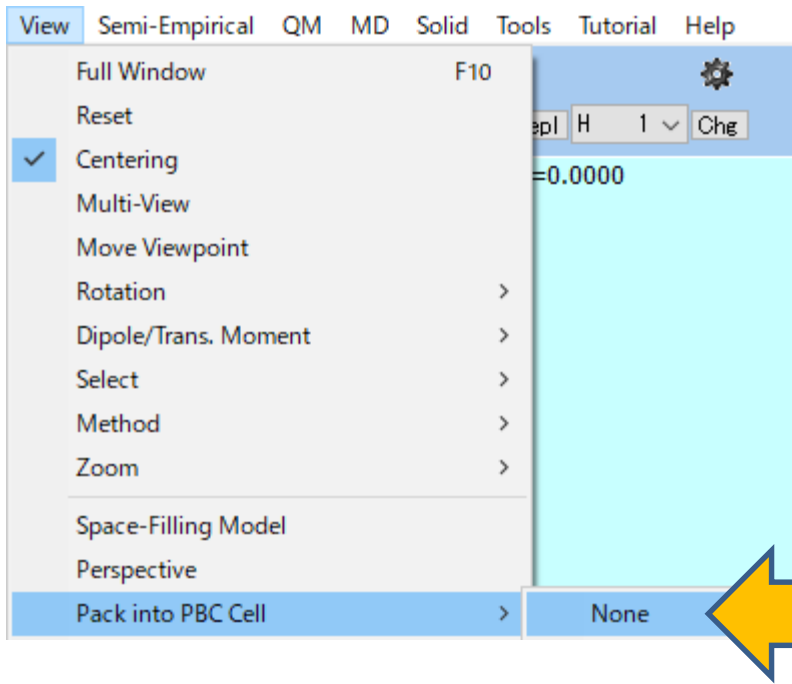 View Semi-Empirical QM MD Solid Tools Tutorial Help
Full Window F10
Reset
epl H 1 Chg
Centering
=0.0000
Multi-View
Move Viewpoint
Rotation
Dipole/Trans. Moment
Select
Method
Zoom
Space-Filling Model
Perspective
Pack into PBC Cell None